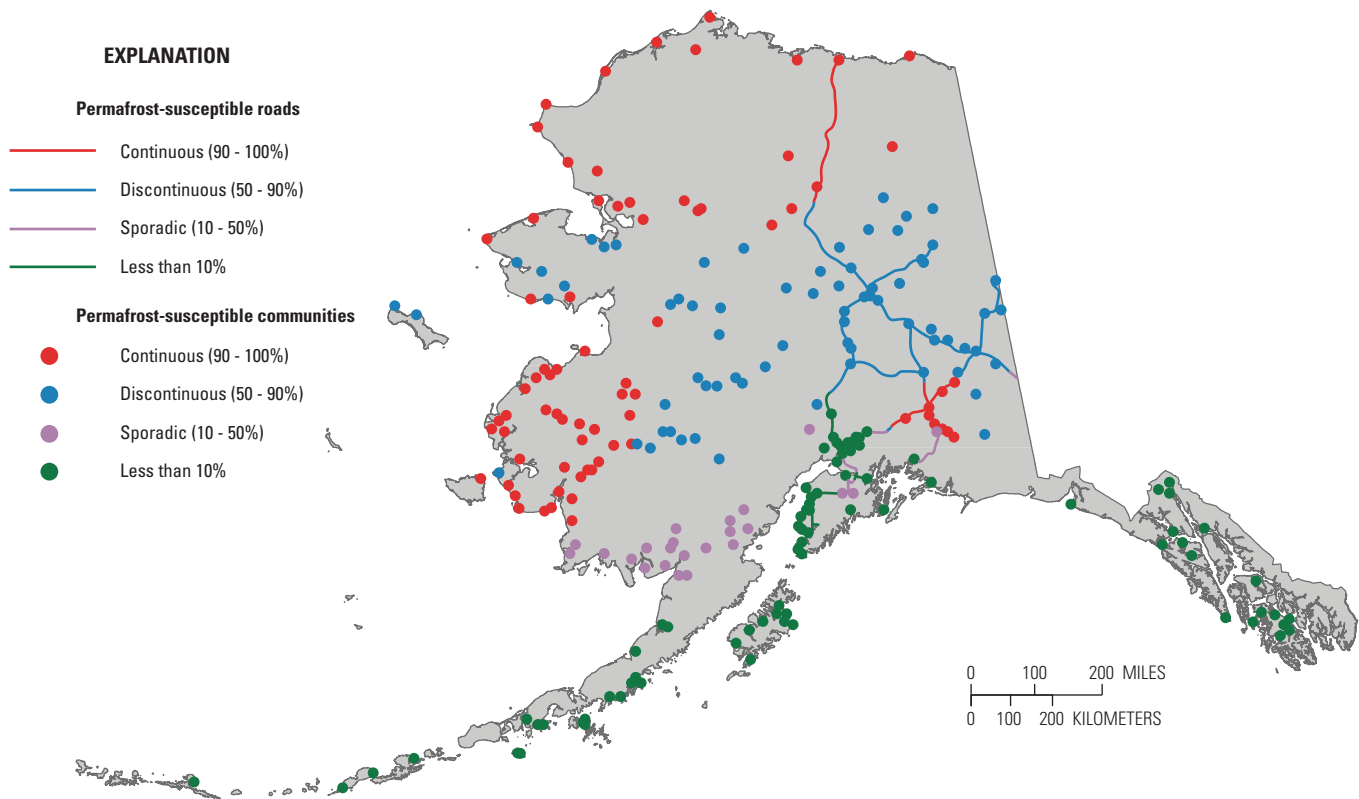 EXPLANATION
Permafrost-susceptible roads
Continuous (90 - 100%)
Discontinuous (50 - 90%)
Sporadic (10 - 50%)
Less than 10%
Permafrost-susceptible communities
Continuous (90 - 100%)
Discontinuous (50 - 90%)
Sporadic (10 - 50%)
Less than 10%
0 100 200 MILES
0 100 200 KILOMETERS